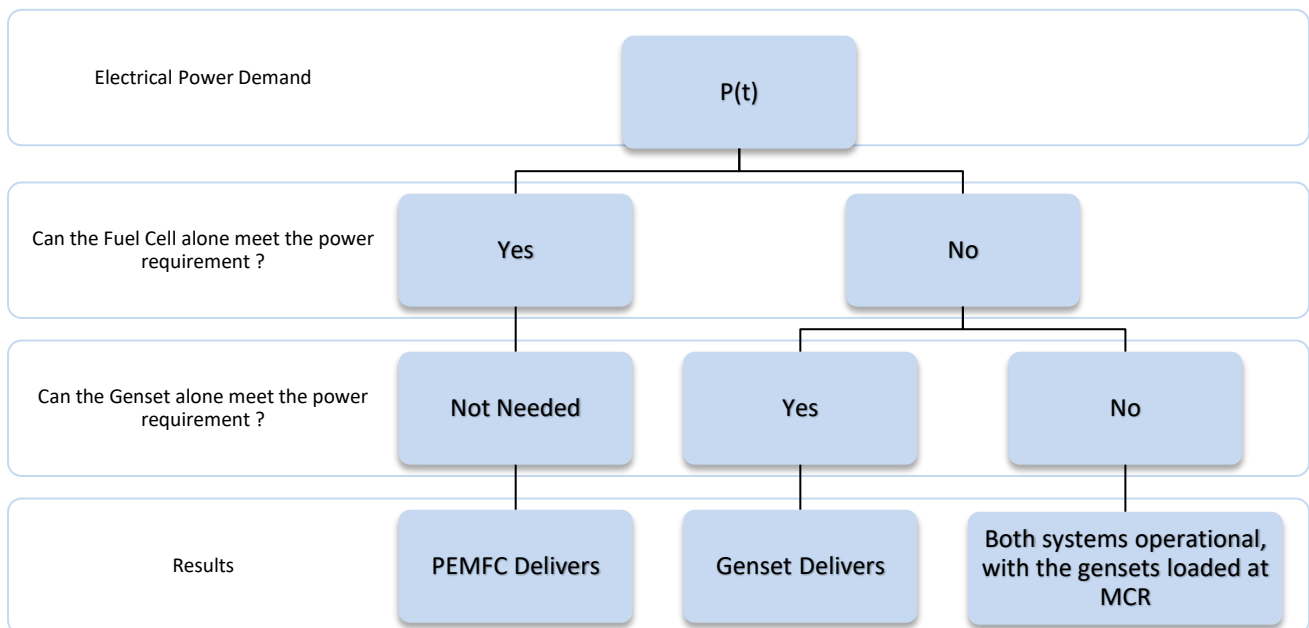 Electrical Power Demand
P(t)
Can the Fuel Cell alone meet the power
requirement ?
Yes
No
Can the Genset alone meet the power
requirement ?
Not Needed
Yes
No
Results
PEMFC Delivers
Genset Delivers
Both systems operational,
with the gensets loaded at
MCR